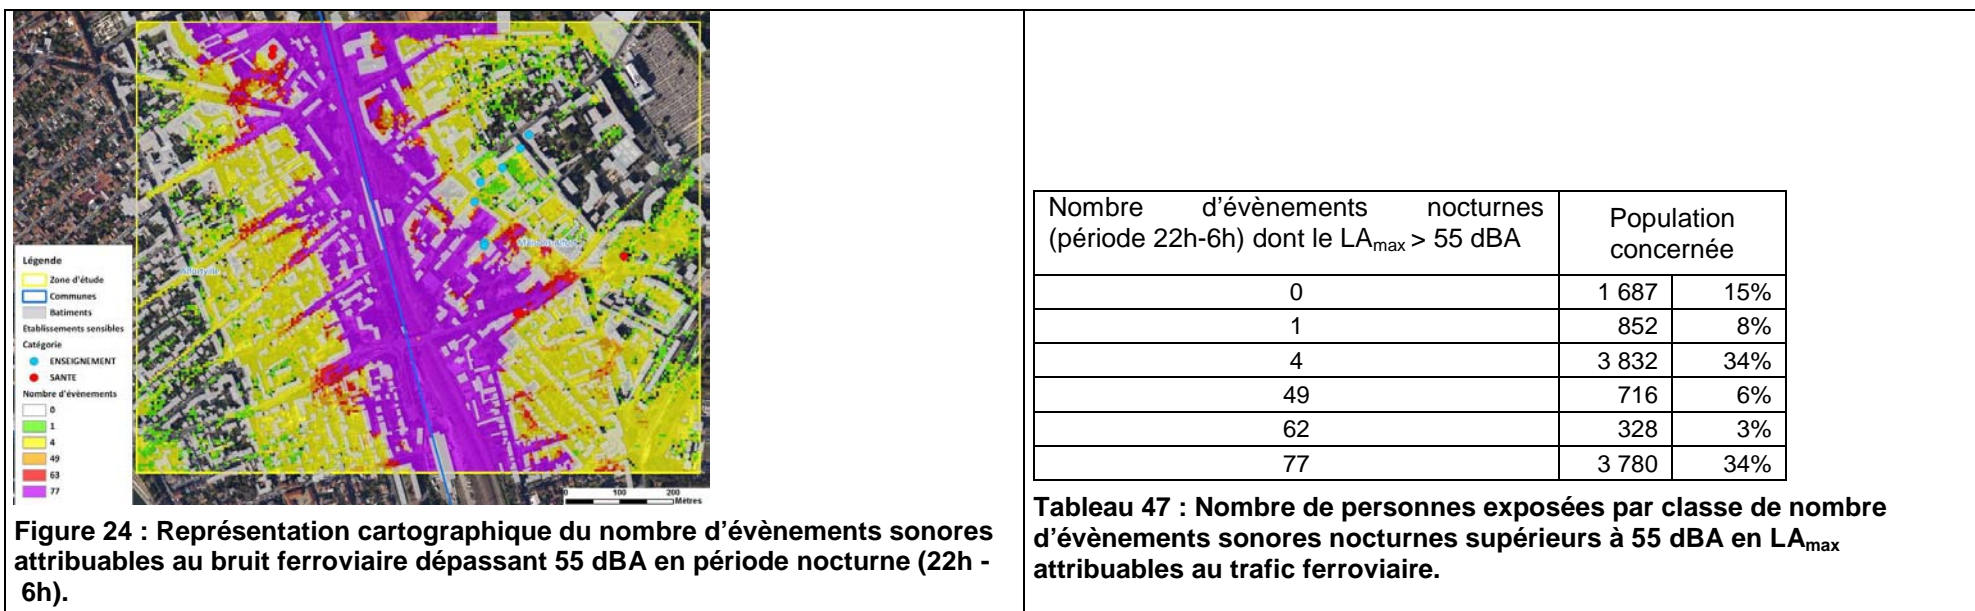 Maisons-Alfort
Alfortville
Légende
Zone d'étude
Communes
Batiments
Etablissements sensibles
Catégorie
ENSEIGNEMENT
SANTE
Nombre d'évènements
0
1
4
49
63
77
0 100 200
Mètres
Figure 24 : Représentation cartographique du nombre d'évènements sonores
attribuables au bruit ferroviaire dépassant 55 dBA en période nocturne (22h -
6h).
Nombre d'évènements nocturnes
(période 22h-6h) dont le LAmax > 55 dBA
Population
concernée
0 1 687 15%
1 852 8%
4 3 832 34%
49 716 6%
62 328 3%
77 3 780 34%
Tableau 47 : Nombre de personnes exposées par classe de nombre
d'évènements sonores nocturnes supérieurs à 55 dBA en LAmax
attribuables au trafic ferroviaire.